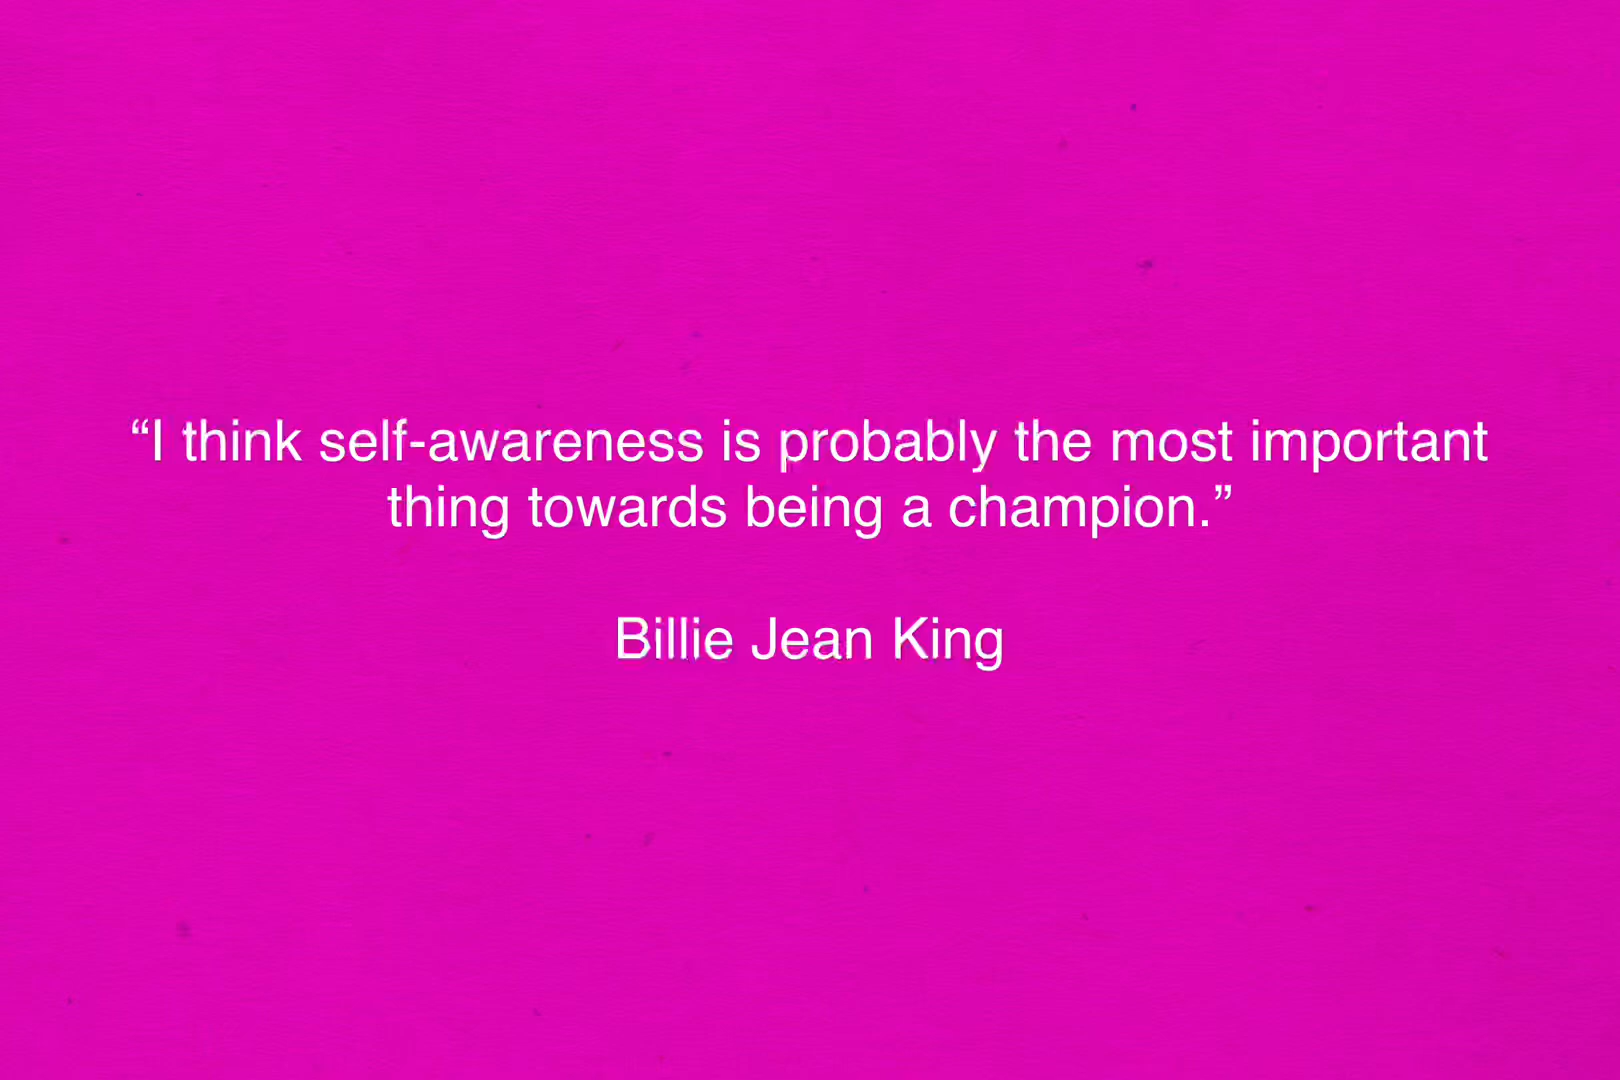 “I think self-awareness is probably the most important
thing towards being a champion.”
Billie Jean King